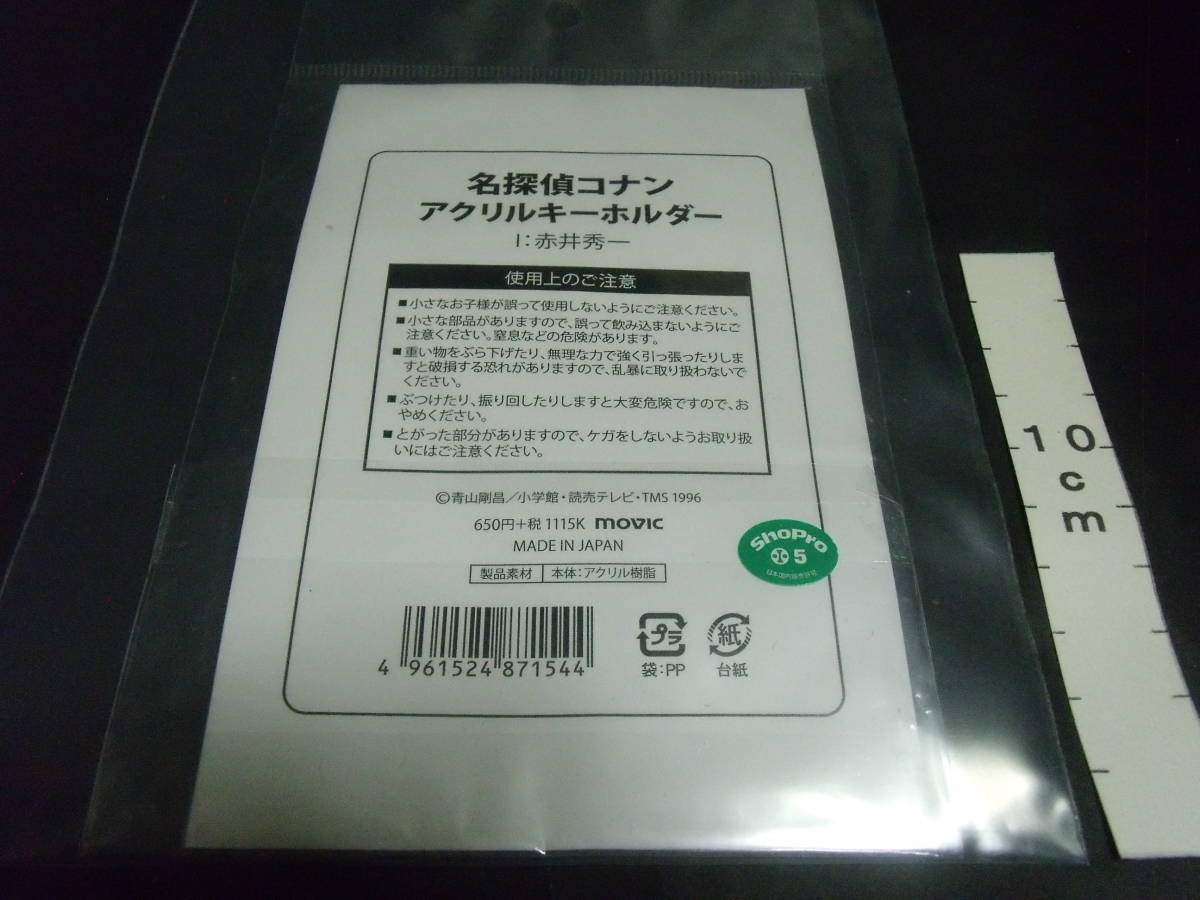 名探偵コナン
アクリルキーホルダー
I:赤井秀一
使用上のご注意
■小さなお子様が誤って使用しないようにご注意ください。
■小さな部品がありますので、誤って飲み込まないようにご
注意ください。窒息などの危険があります。
■重い物をぶら下げたり、無理な力で強く引っ張ったりしま
すと破損する恐れがありますので、乱暴に取り扱わないで
ください。
■ぶつけたり、振り回したりしますと大変危険ですので、お
やめください。
■とがった部分がありますので、ケガをしないようお取り扱
いにはご注意ください。
©青山剛昌/小学館・読売テレビ・TMS 1996
650円+税 1115K movic
MADE IN JAPAN
製品素材 本体:アクリル樹脂
ShoPro
5
4 961524 871544
プラ
袋:PP
紙
台紙
10
cm